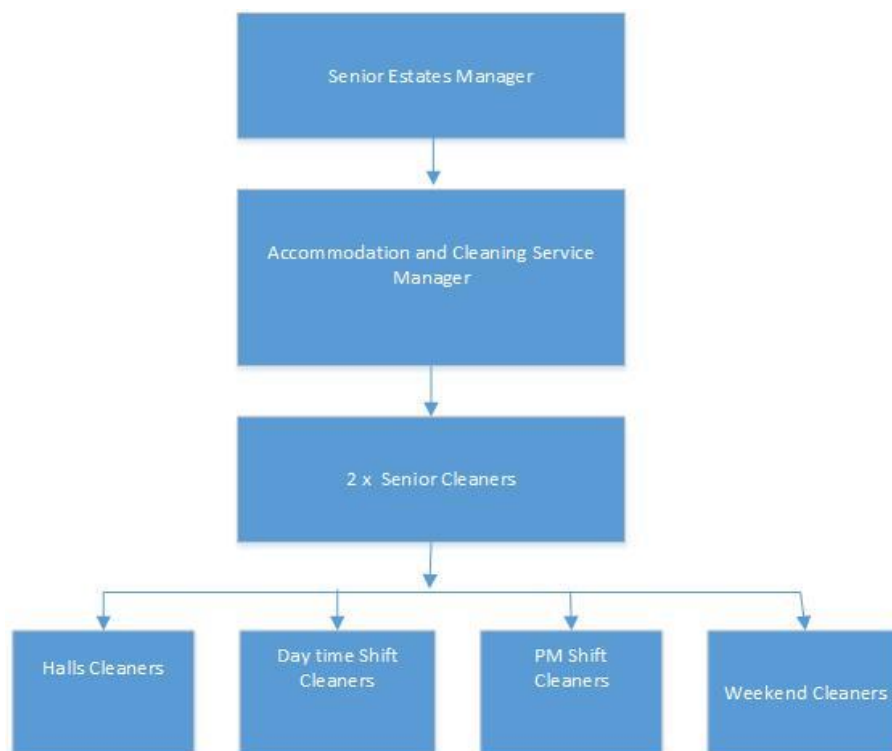 Senior Estates Manager
Accommodation and Cleaning Service
Manager
2 x Senior Cleaners
Halls Cleaners
Day time Shift
Cleaners
PM Shift
Cleaners
Weekend Cleaners